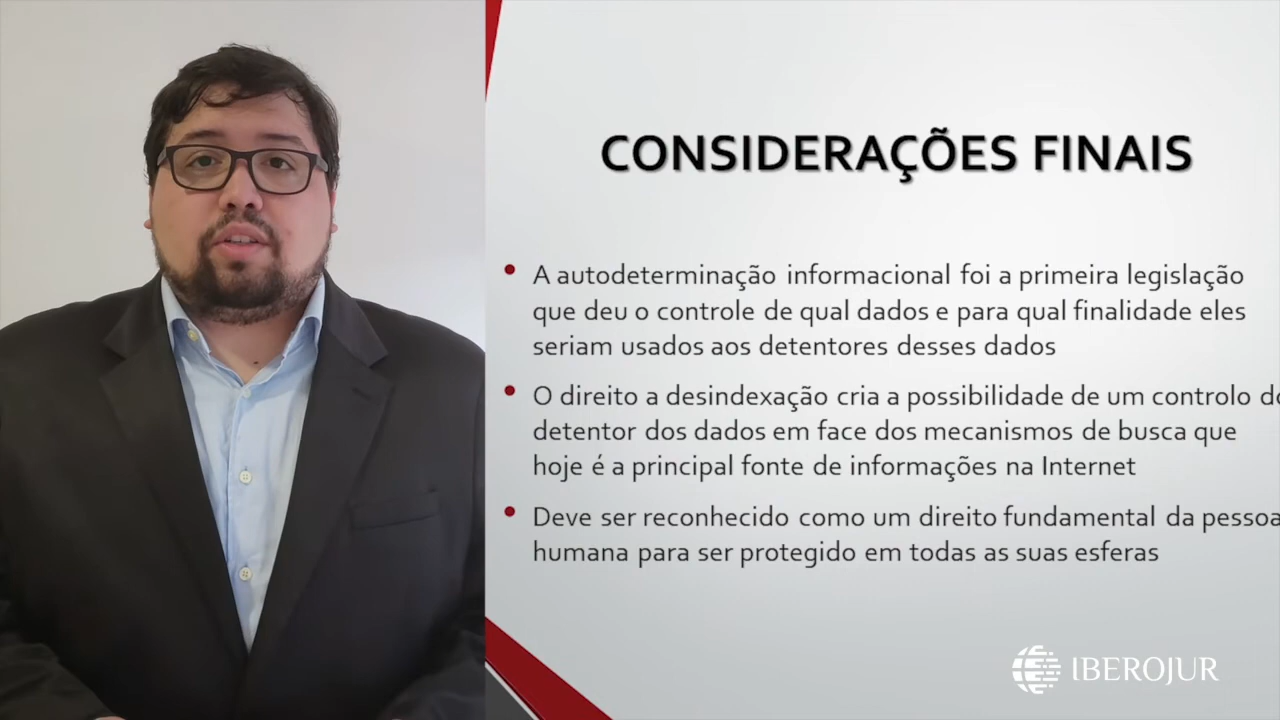 CONSIDERAÇÕES FINAIS
• A autodeterminação informacional foi a primeira legislação
que deu o controle de qual dados e para qual finalidade eles
seriam usados aos detentores desses dados
• O direito a desindexação cria a possibilidade de um controlo do
detentor dos dados em face dos mecanismos de busca que
hoje é a principal fonte de informações na Internet
• Deve ser reconhecido como um direito fundamental da pessoa
humana para ser protegido em todas as suas esferas
IBEROJUR